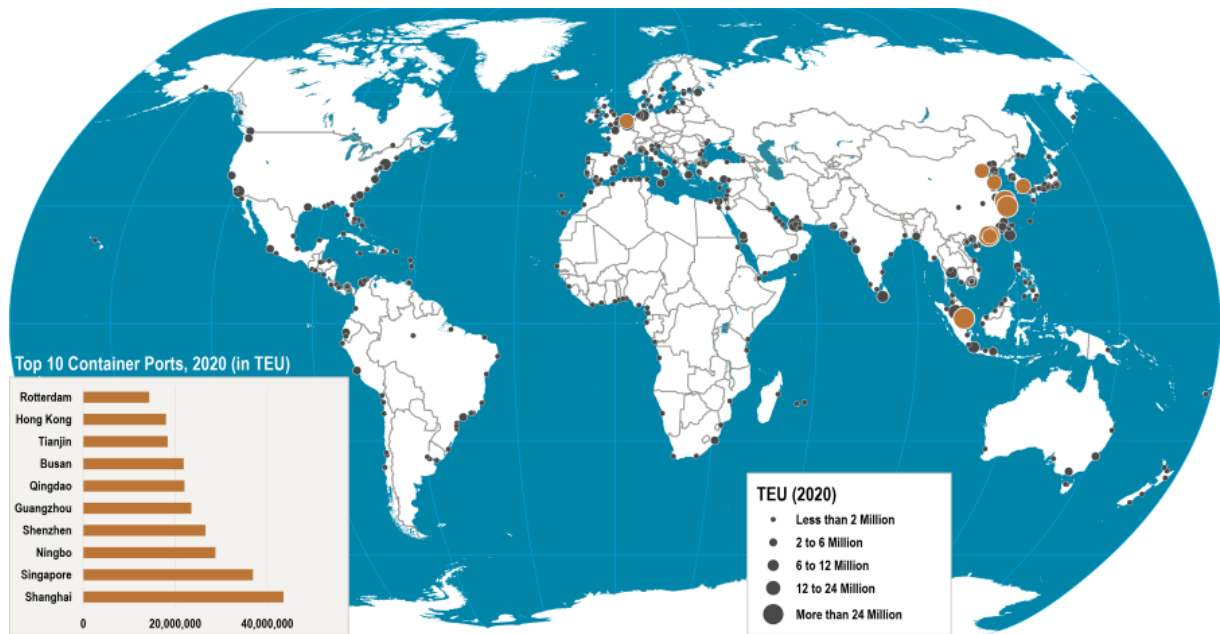 Top 10 Container Ports, 2020 (in TEU)
Rotterdam
Hong Kong
Tianjin
Busan
Qingdao
Guangzhou
Shenzhen
Ningbo
Singapore
Shanghai
0 20,000,000 40,000,000
TEU (2020)
Less than 2 Million
2 to 6 Million
6 to 12 Million
12 to 24 Million
More than 24 Million